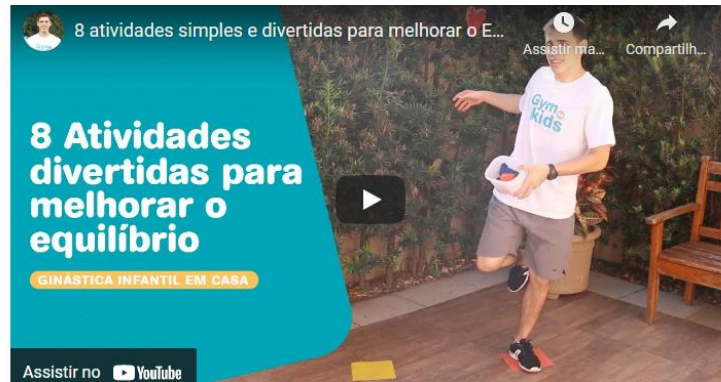 8 atividades simples e divertidas para melhorar o E...
Assistir ma...
Compartilh...
8 Atividades
divertidas para
melhorar o
equilíbrio
GINÁSTICA INFANTIL EM CASA
Gym
kids
Assistir no YouTube